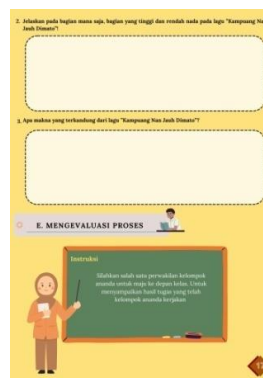 2. Jelaskan pada bagian mana saja, bagian yang tinggi dan rendah nada pada lagu "Kampuang Na
Jauh Dimato"!
3. Apa makna yang terkandung dari lagu "Kampuang Nan Jauh Dimato"?
E. MENGEVALUASI PROSES
Instruksi
Silahkan salah satu perwakilan kelompok
ananda untuk maju ke depan kelas. Untuk
menyampaikan hasil tugas yang telah
kelompok ananda kerjakan
17